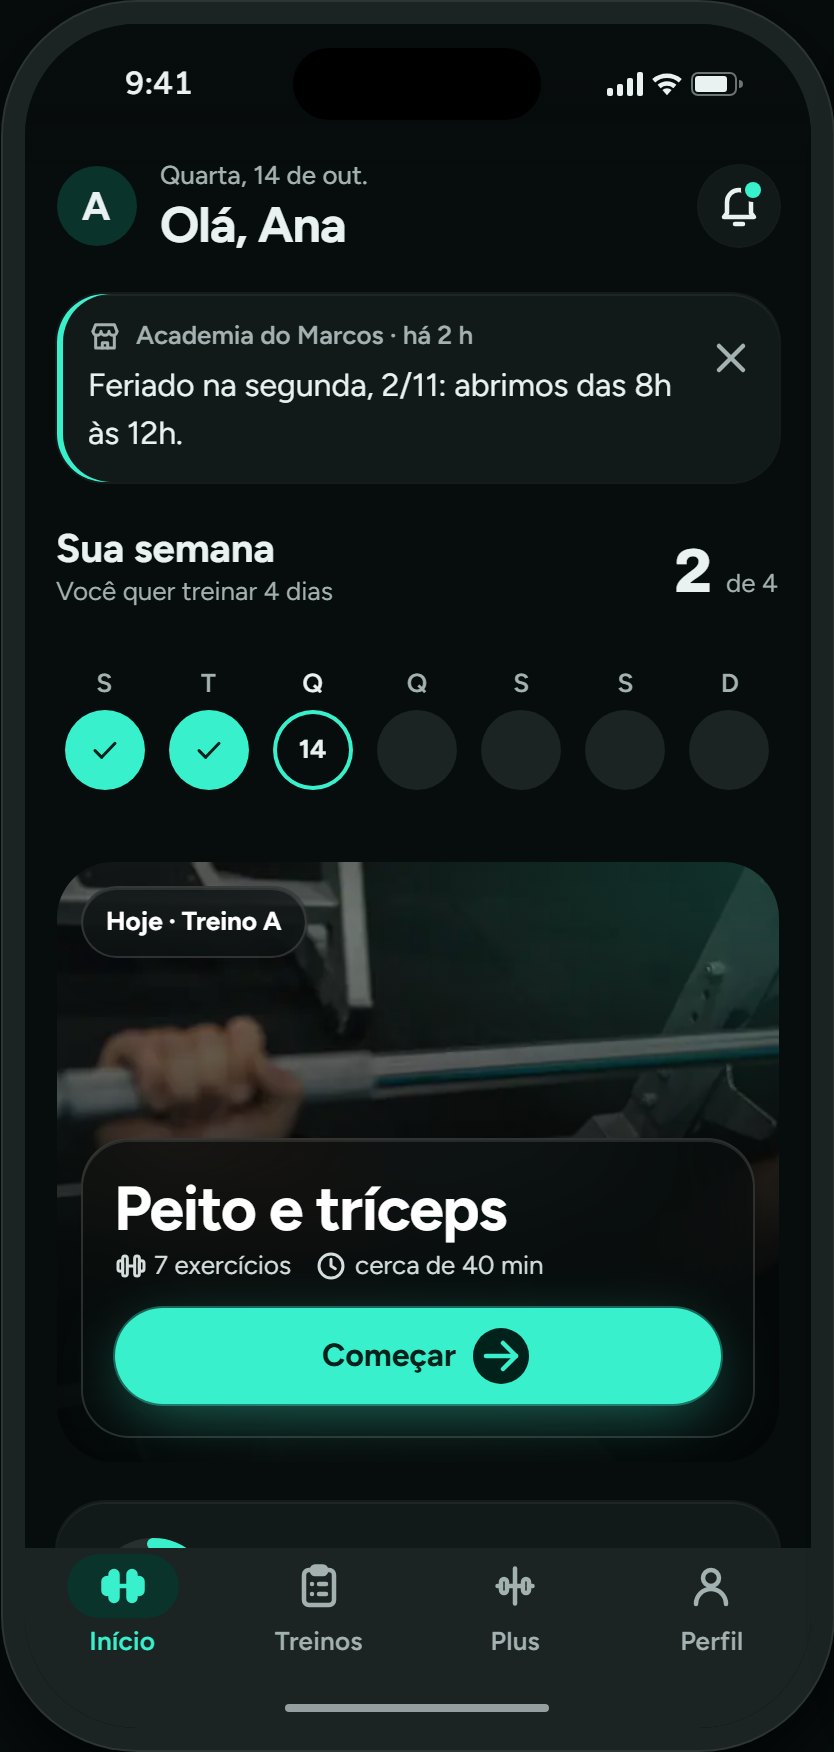 9:41
A
Quarta, 14 de out.
Olá, Ana
Academia do Marcos · há 2 h
Feriado na segunda, 2/11: abrimos das 8h
às 12h.
Sua semana
Você quer treinar 4 dias
2 de 4
S T Q Q S S D
14
Hoje · Treino A
Peito e tríceps
7 exercícios cerca de 40 min
Começar
Início Treinos Plus Perfil